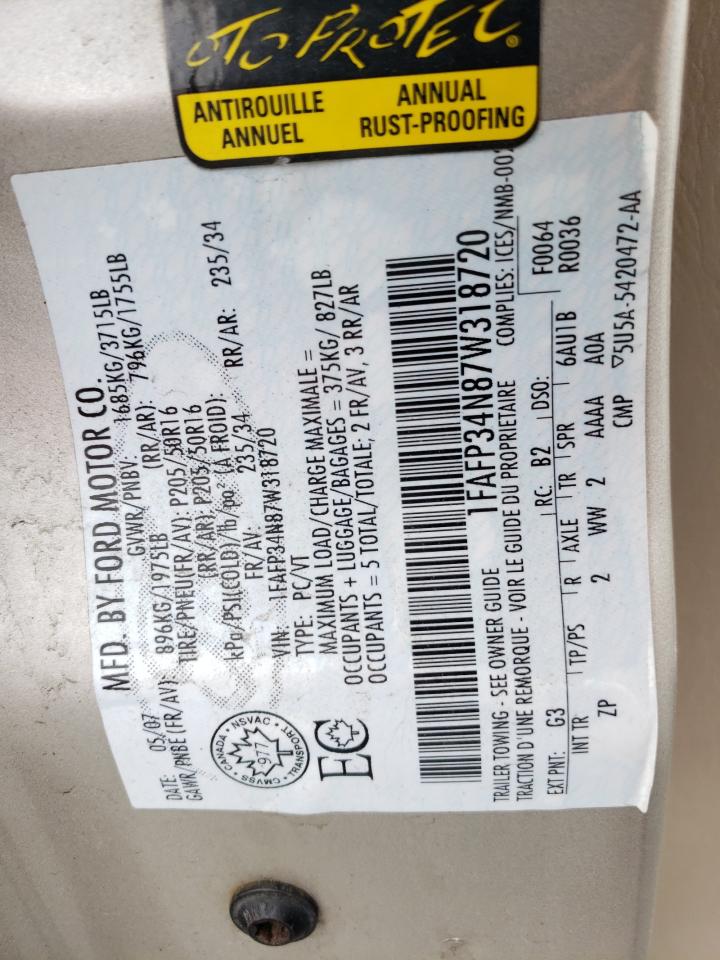 OTOPROTEC®
ANTIROUILLE ANNUEL
ANNUAL RUST-PROOFING
MFD. BY FORD MOTOR CO.
DATE: 05/07 GVWR/PNBV: 1685KG/3715LB
GAWR/PNBE (FR/AV) 896KG/1975LB (RR/AR): 796KG/1755LB
TIRE/PNEU(FR/AV): P205/50R16
(RR/AR): P205/50R16
kPa/PSI(COLD)/lb/po² (À FROID):
FR/AV: 235/34 RR/AR: 235/34
VIN: 1FAFP34N87W318720
TYPE: PC/VT
MAXIMUM LOAD/CHARGE MAXIMALE =
OCCUPANTS + LUGGAGE/BAGAGES = 375KG/ 827LB
OCCUPANTS = 5 TOTAL/TOTALE; 2 FR/AV, 3 RR/AR
CANADA • NSVAC • TRANSPORT • CMVSS
977
EC
1FAFP34N87W318720
TRAILER TOWING - SEE OWNER GUIDE
TRACTION D'UNE REMORQUE - VOIR LE GUIDE DU PROPRIETAIRE COMPLIES: ICES/NMB-002
EXT PNT: G3 RC: B2 DSO: F0064
R0036
INT TR TP/PS R AXLE TR SPR 6AU1B
ZP 2 WW 2 AAAA A0A
CMP ▽5U5A-5420472-AA